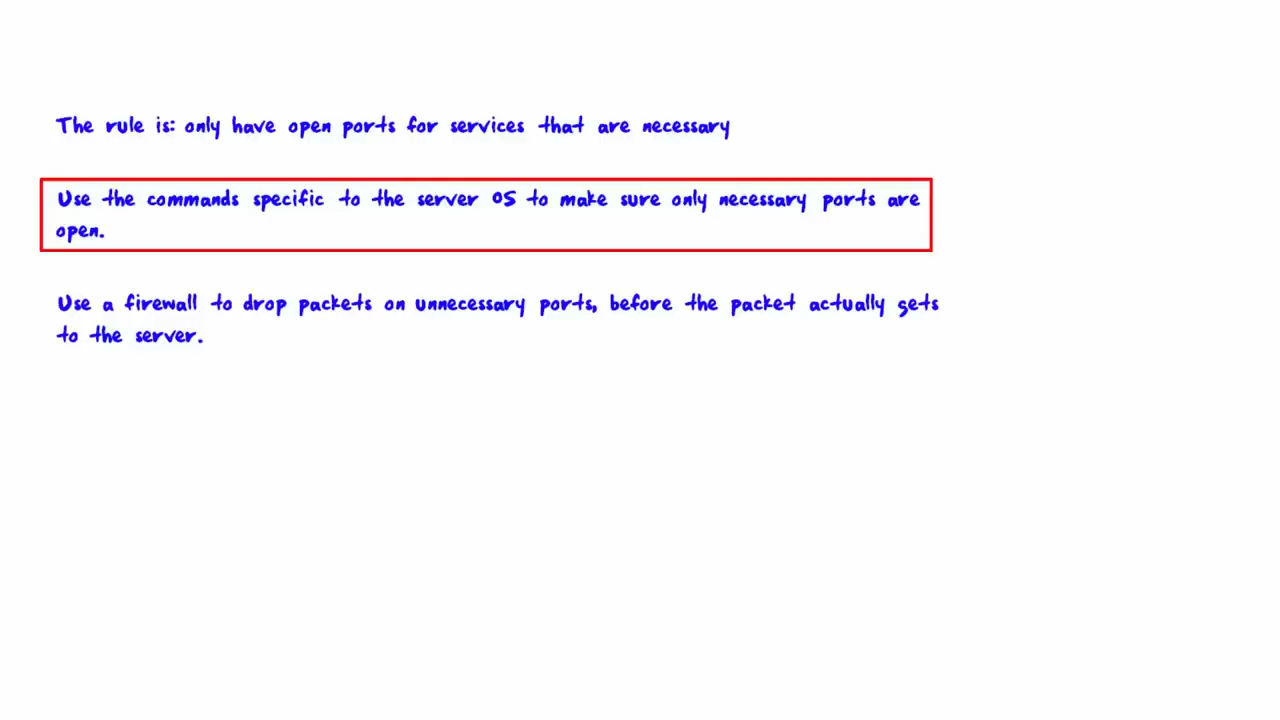 The rule is: only have open ports for services that are necessary
Use the commands specific to the server OS to make sure only necessary ports are
open.
Use a firewall to drop packets on unnecessary ports, before the packet actually gets
to the server.